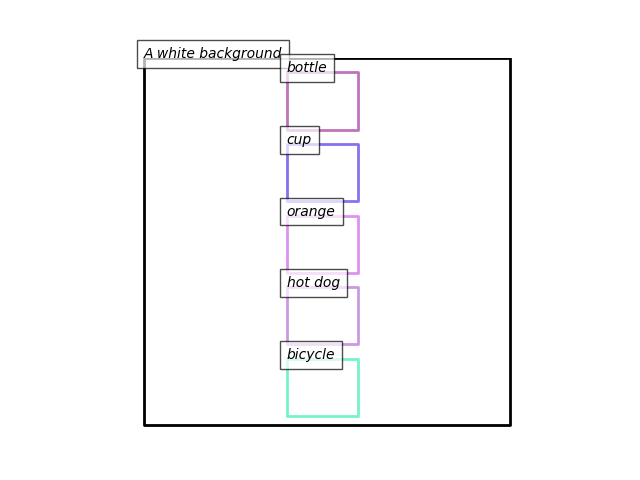 A white background
bottle
cup
orange
hot dog
bicycle